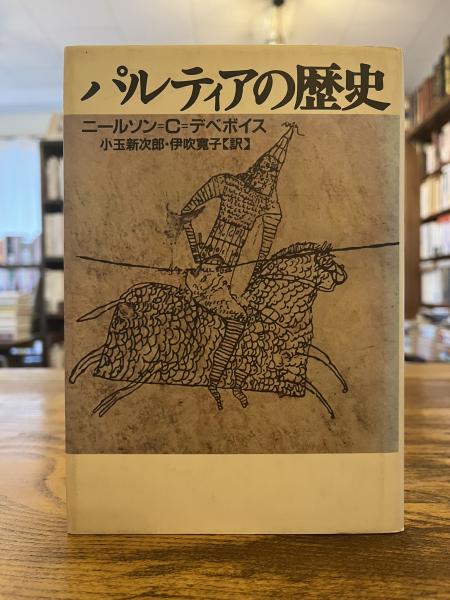 パルティアの歴史
ニールソン=C=デベボイス
小玉新次郎・伊吹寛子【訳】